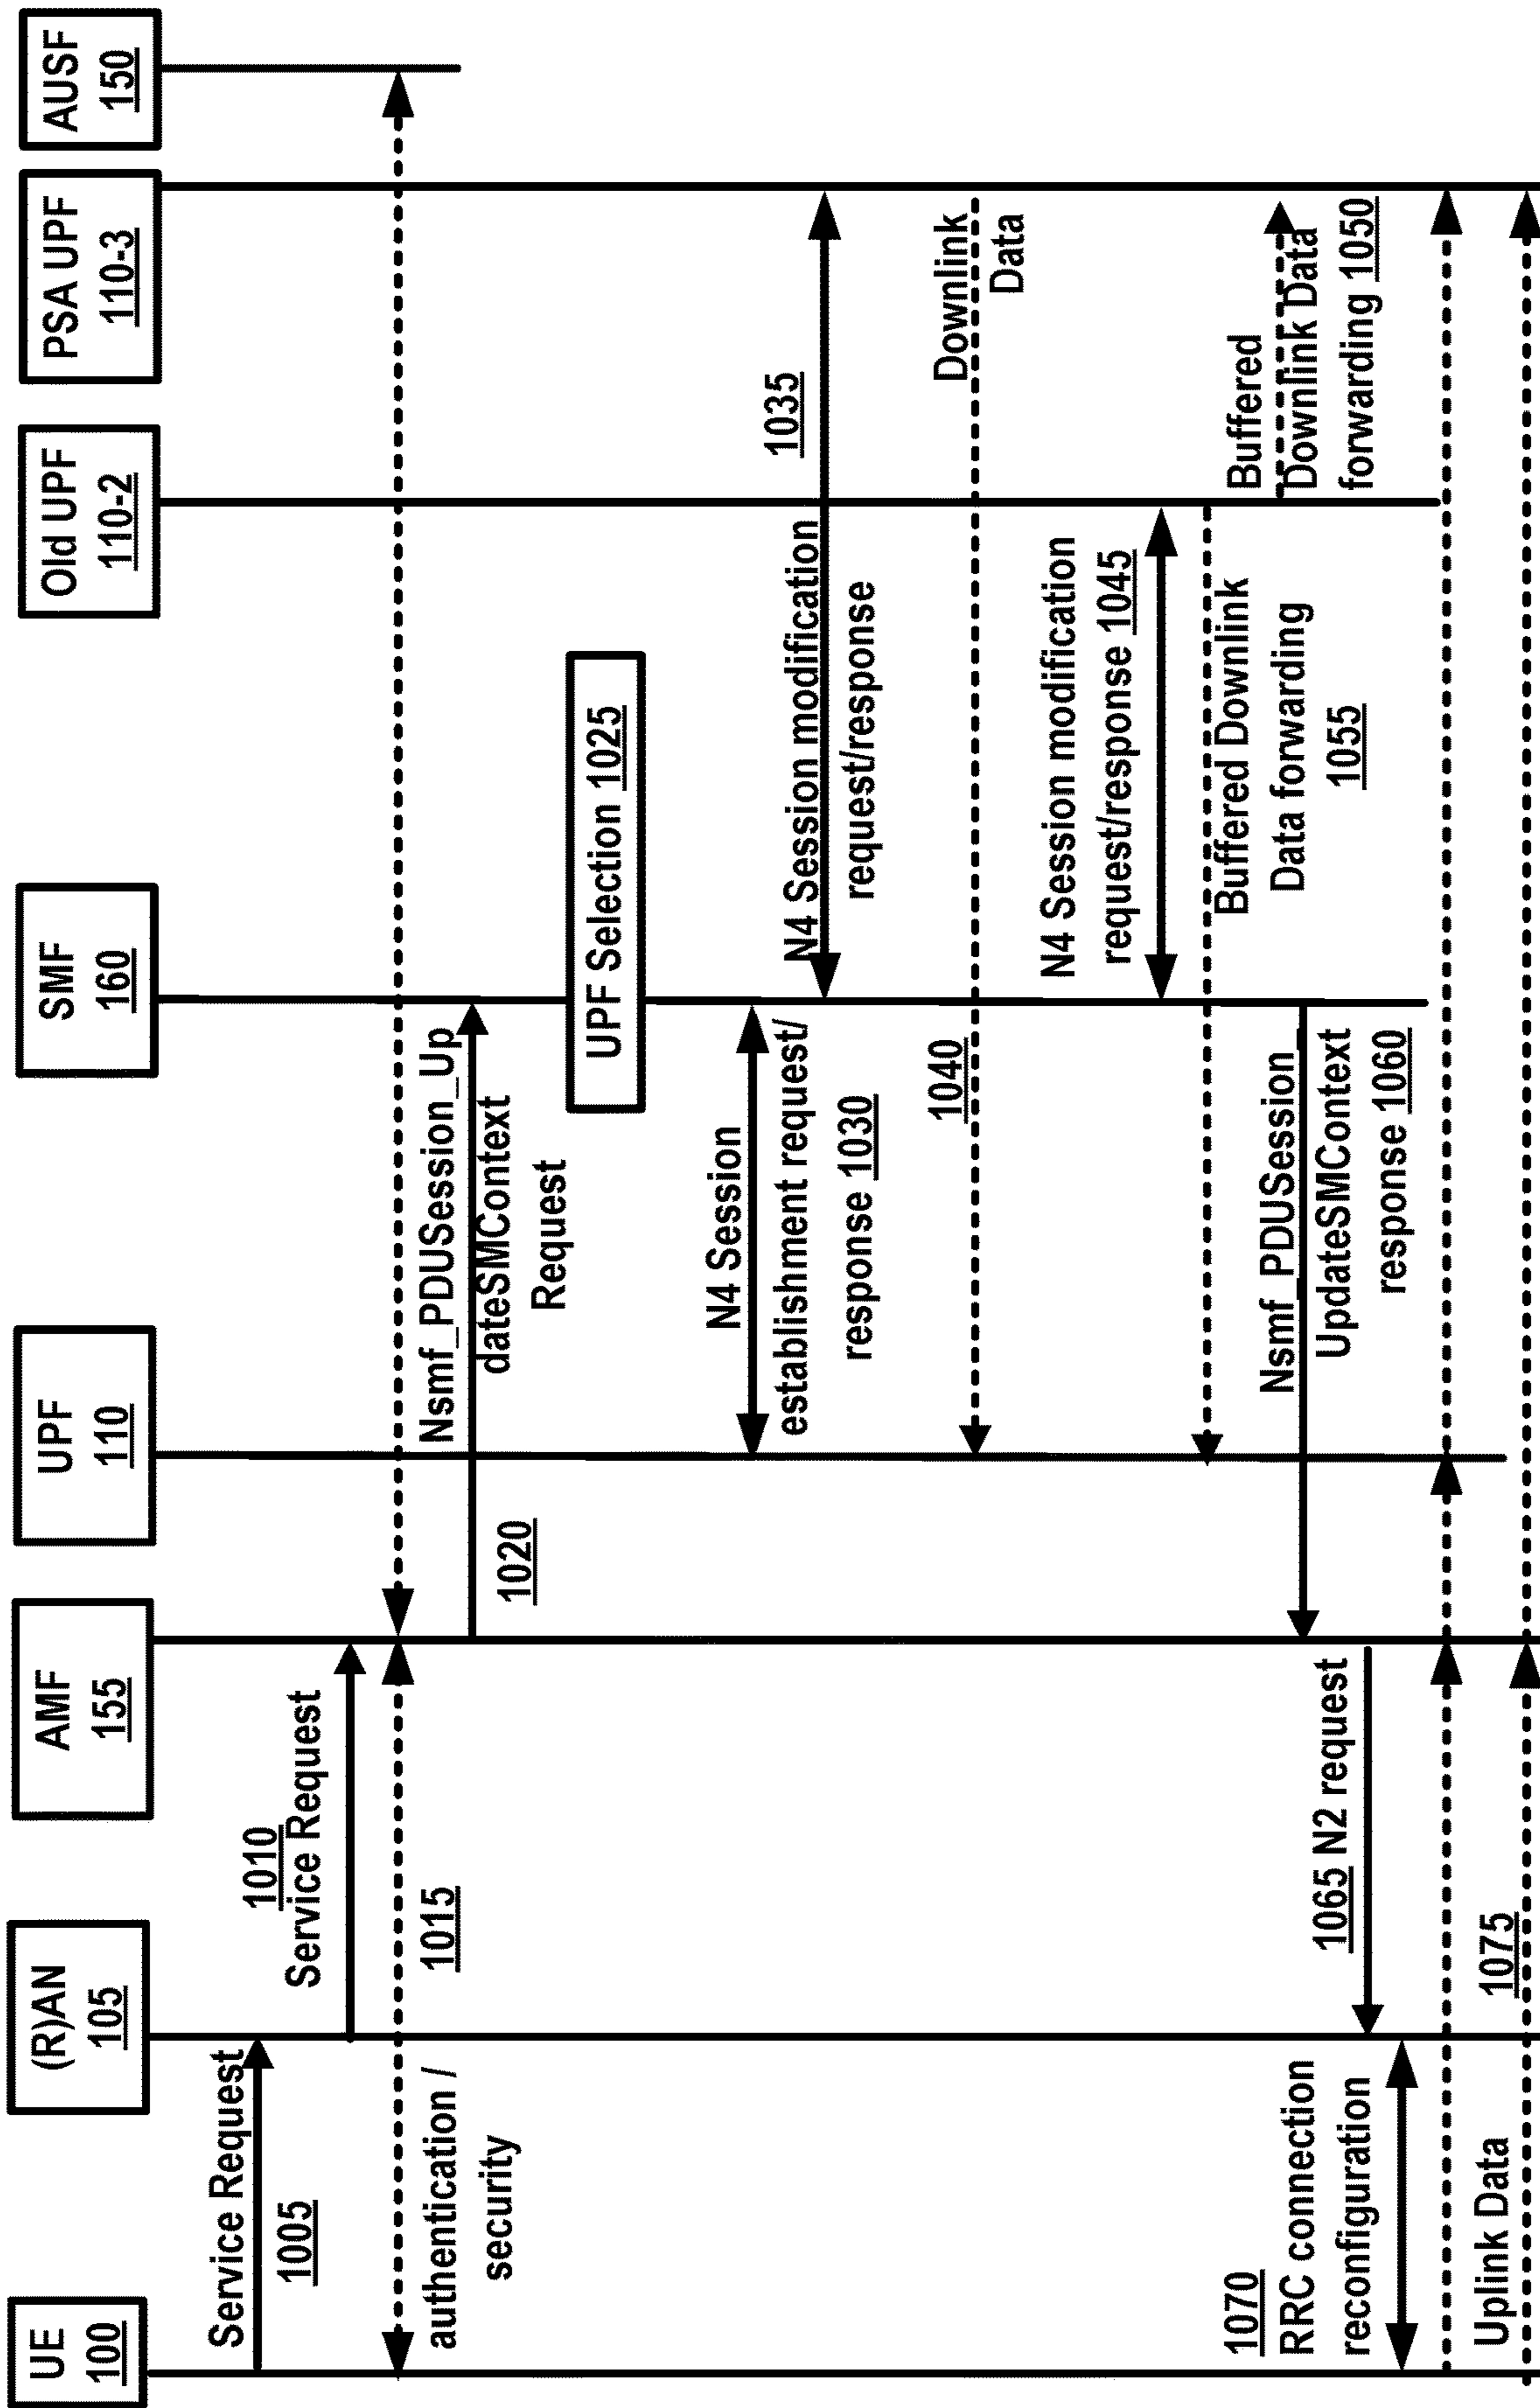 UE
100
(R)AN
105
AMF
155
UPF
110
SMF
160
Old UPF
110-2
PSA UPF
110-3
AUSF
150
Service Request
1005
1010
Service Request
authentication /
security
1015
Nsmf_PDUSession_Up
dateSMContext
Request
1020
UPF Selection 1025
N4 Session
establishment request/
response 1030
N4 Session modification
request/response
1035
Downlink
Data
1040
N4 Session modification
request/response 1045
Buffered Downlink
Data forwarding
1055
Buffered
Downlink Data
forwarding 1050
Nsmf_PDUSession_
UpdateSMContext
response 1060
1065 N2 request
1070
RRC connection
reconfiguration
Uplink Data
1075